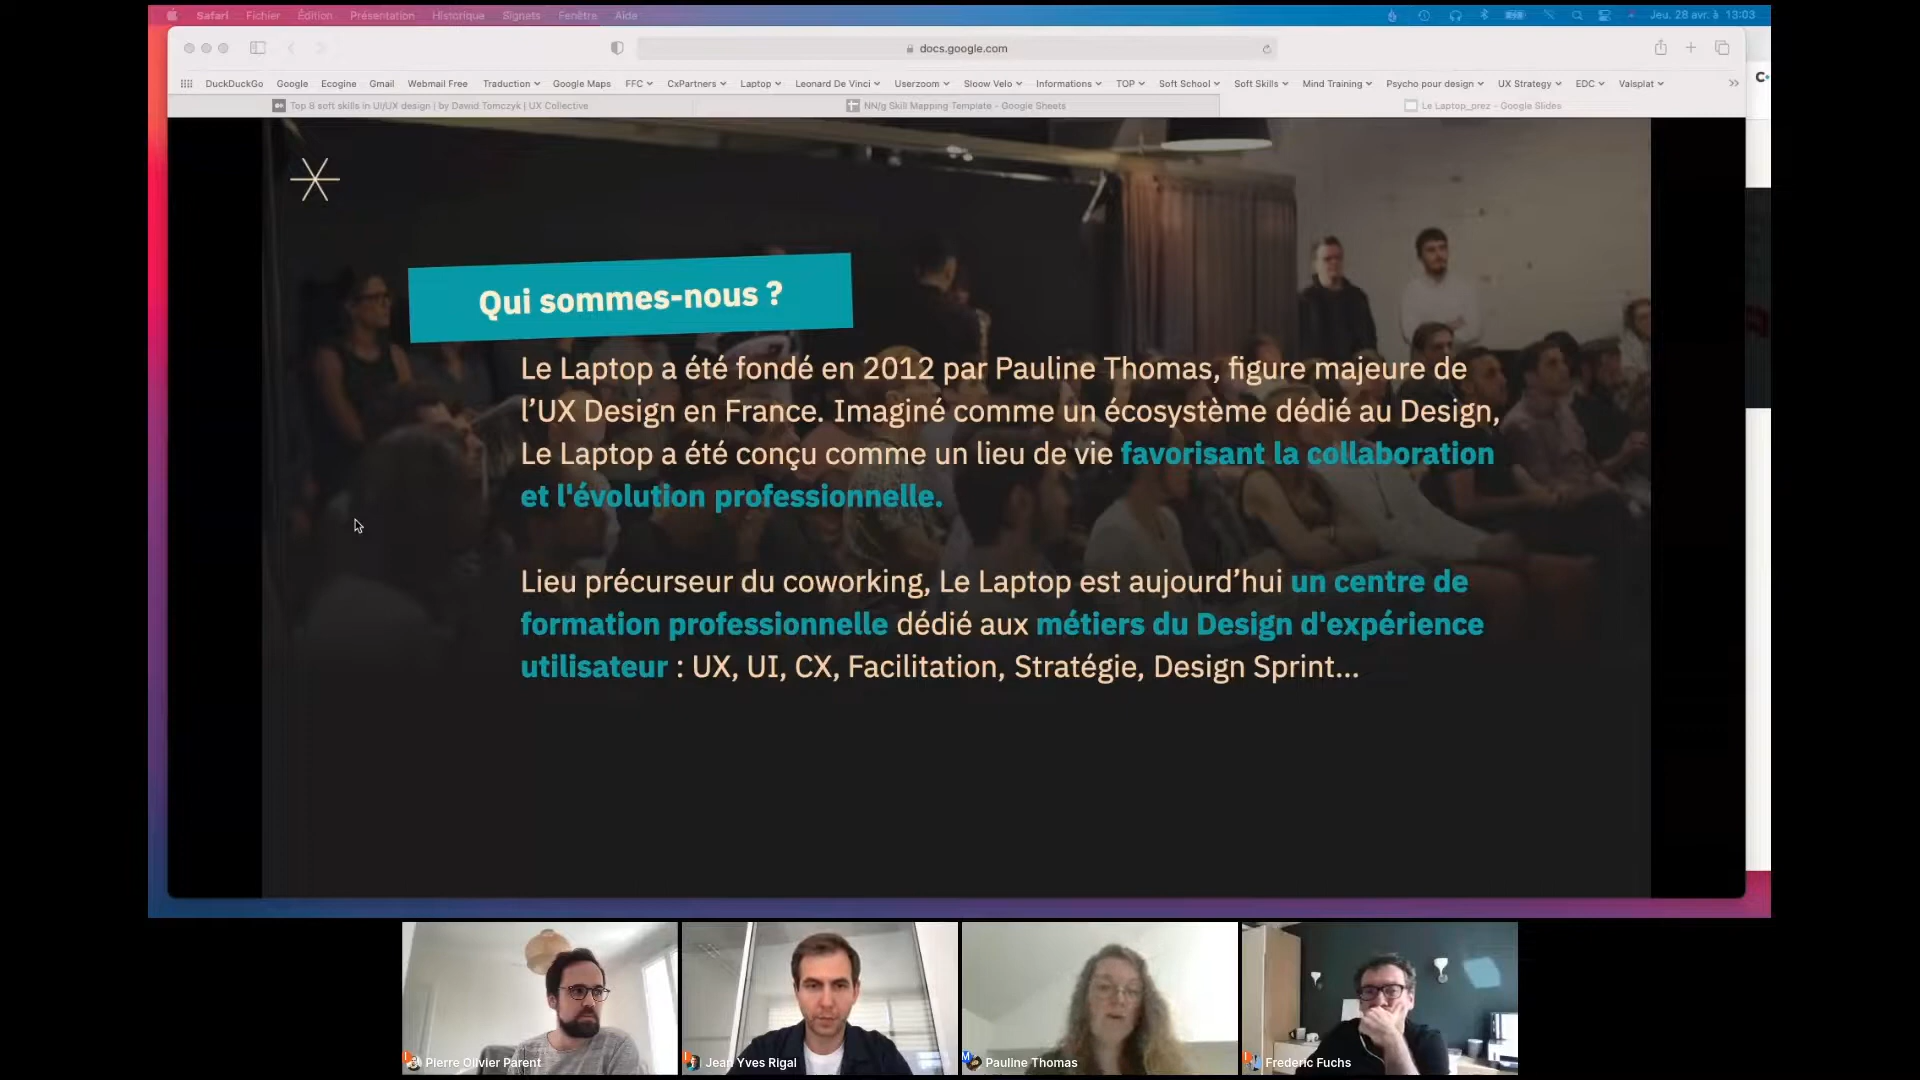 Safari Fichier Édition Présentation Historique Signets Fenêtre Aide Jeu. 28 avr. à 13:03
docs.google.com
DuckDuckGo Google Ecogine Gmail Webmail Free Traduction Google Maps FFC CxPartners Laptop Leonard De Vinci Userzoom Sloow Velo Informations TOP Soft School Soft Skills Mind Training Psycho pour design UX Strategy EDC Valsplat
Top 8 soft skills in UI/UX design | by Dawid Tomczyk | UX Collective NN/g Skill Mapping Template - Google Sheets Le Laptop_prez - Google Slides
Qui sommes-nous ?
Le Laptop a été fondé en 2012 par Pauline Thomas, figure majeure de
l’UX Design en France. Imaginé comme un écosystème dédié au Design,
Le Laptop a été conçu comme un lieu de vie favorisant la collaboration
et l'évolution professionnelle.
Lieu précurseur du coworking, Le Laptop est aujourd’hui un centre de
formation professionnelle dédié aux métiers du Design d'expérience
utilisateur : UX, UI, CX, Facilitation, Stratégie, Design Sprint...
Pierre Olivier Parent Jean Yves Rigal Pauline Thomas Frederic Fuchs